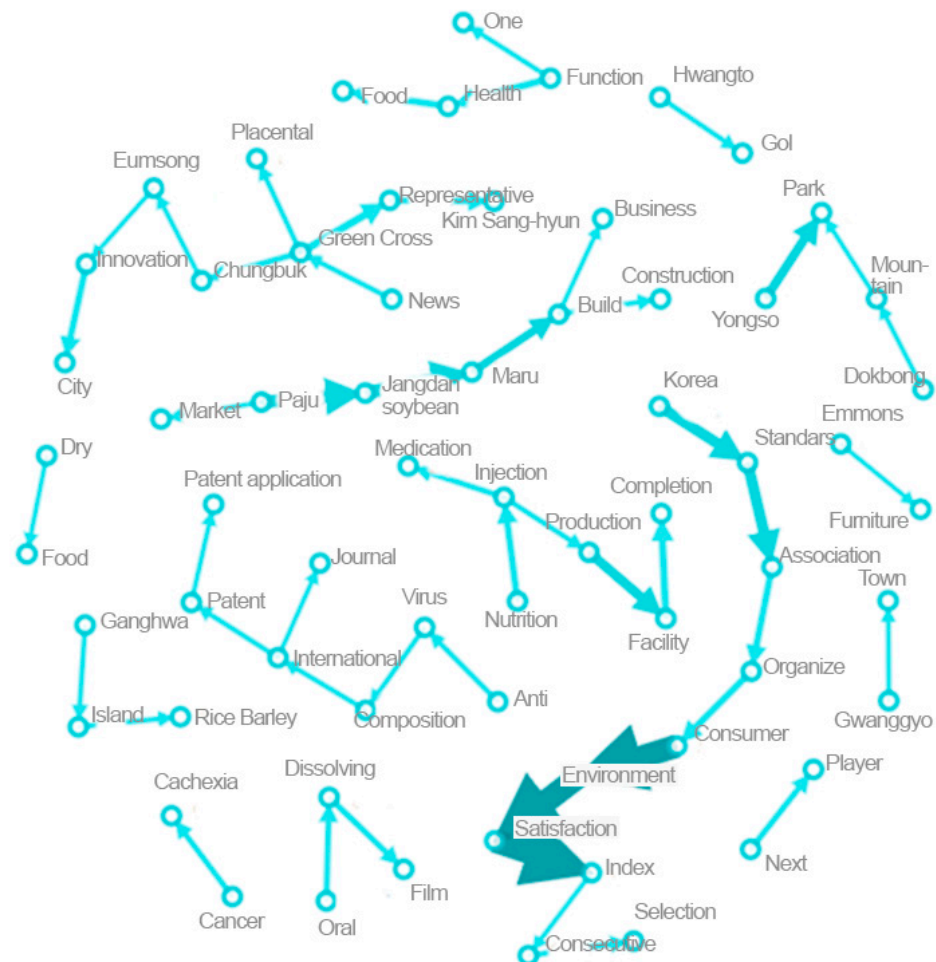 One
Function
Hwangto
Food
Health
Gol
Placental
Eumsong
Park
Representative
Kim Sang-hyun
Business
Green Cross
Innovation
Chungbuk
Moun-
tain
Construction
News
Build
Yongso
City
Maru
Korea
Dokbong
Market
Paju
Jangdan
soybean
Emmons
Dry
Medication
Standars
Patent application
Injection
Completion
Production
Furniture
Food
Journal
Association
Town
Ganghwa
Patent
Virus
Nutrition
Facility
International
Organize
Island
Rice Barley
Composition
Anti
Gwanggyo
Consumer
Cachexia
Dissolving
Environment
Player
Satisfaction
Index
Next
Cancer
Oral
Film
Selection
Consecutive